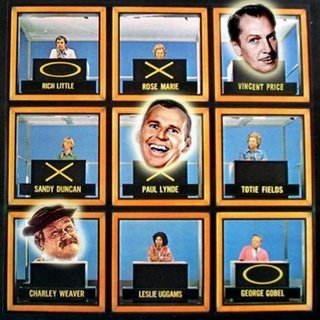 RICH LITTLE
ROSE MARIE
VINCENT PRICE
SANDY DUNCAN
PAUL LYNDE
TOTIE FIELDS
CHARLEY WEAVER
LESLIE UGGAMS
GEORGE GOBEL